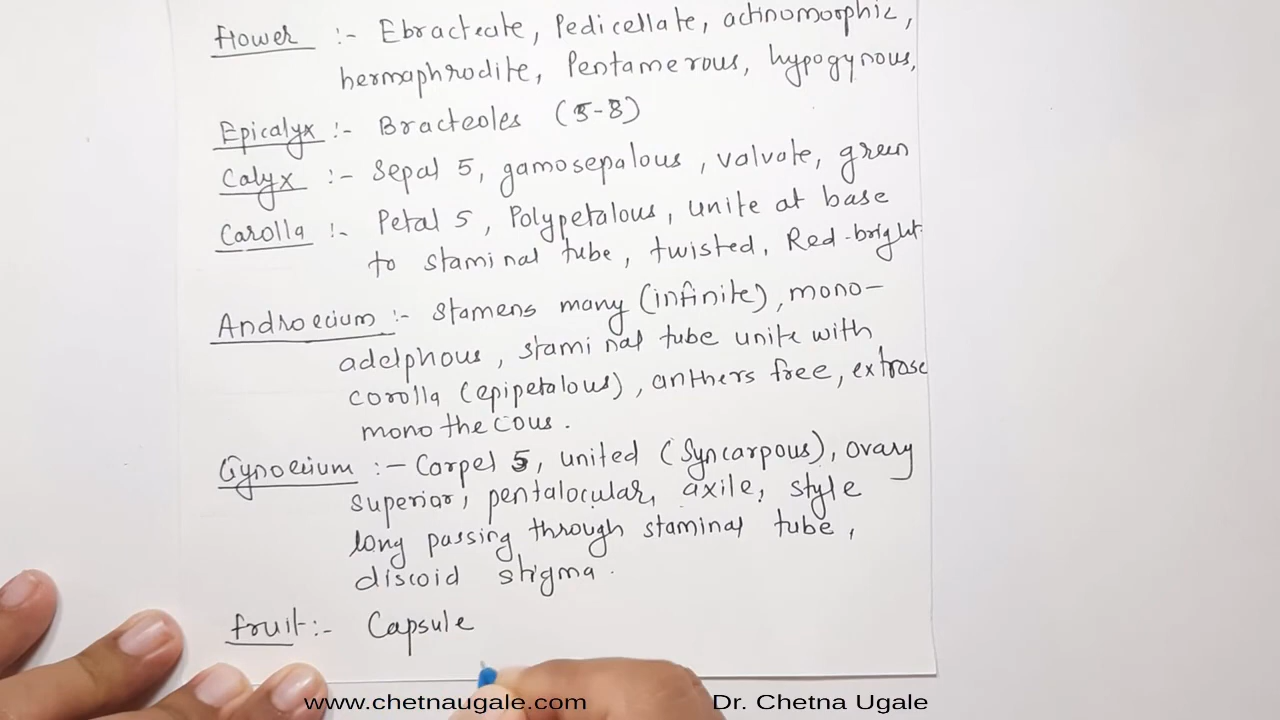 flower :- Ebracteate, Pedicellate, actinomorphic,
hermaphrodite, Pentamerous, hypogynous,
Epicalyx :- Bracteoles (5-8)
Calyx :- Sepal 5, gamosepalous, valvate, green
Carolla :- Petal 5, Polypetalous, unite at base
to staminal tube, twisted, Red-bright.
Androecium :- Stamens many (infinite), mono-
adelphous, staminal tube unite with
corolla (epipetalous), anthers free, extrose
monothecous.
Gynoecium :- Carpel 5, united (Syncarpous), ovary
superior, pentalocular, axile, style
long passing through staminal tube,
discoid stigma.
fruit :- Capsule
www.chetnaugale.com Dr. Chetna Ugale